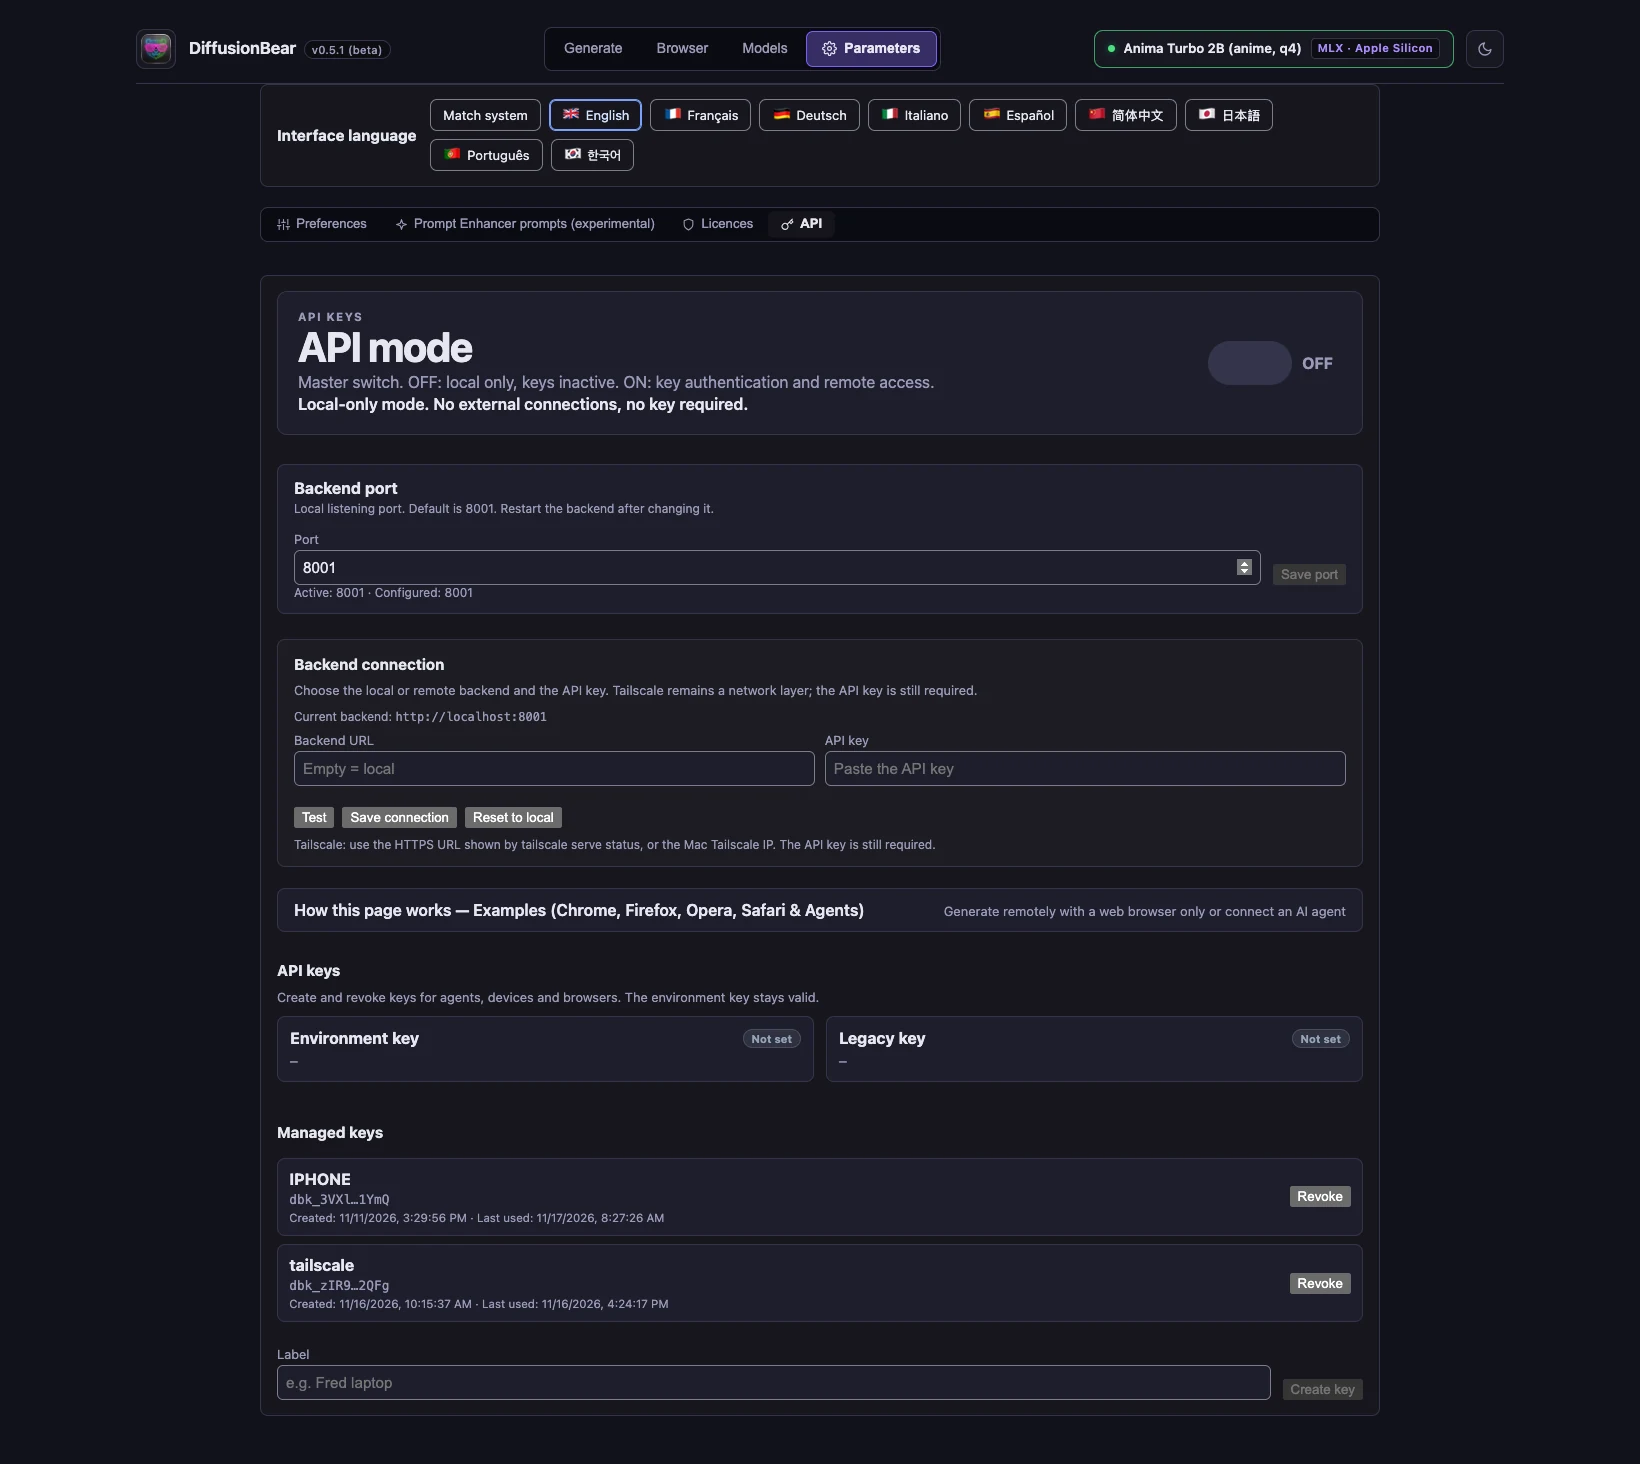 DiffusionBear v0.5.1 (beta)
Generate Browser Models Parameters
Anima Turbo 2B (anime, q4) MLX · Apple Silicon
Interface language
Match system English Français Deutsch Italiano Español 简体中文 日本語
Português 한국어
Preferences Prompt Enhancer prompts (experimental) Licences API
API KEYS
API mode
Master switch. OFF: local only, keys inactive. ON: key authentication and remote access.
Local-only mode. No external connections, no key required.
OFF
Backend port
Local listening port. Default is 8001. Restart the backend after changing it.
Port
8001
Save port
Active: 8001 · Configured: 8001
Backend connection
Choose the local or remote backend and the API key. Tailscale remains a network layer; the API key is still required.
Current backend: http://localhost:8001
Backend URL API key
Empty = local Paste the API key
Test Save connection Reset to local
Tailscale: use the HTTPS URL shown by tailscale serve status, or the Mac Tailscale IP. The API key is still required.
How this page works — Examples (Chrome, Firefox, Opera, Safari & Agents) Generate remotely with a web browser only or connect an AI agent
API keys
Create and revoke keys for agents, devices and browsers. The environment key stays valid.
Environment key Not set
–
Legacy key Not set
–
Managed keys
IPHONE
dbk_3VXl…1YmQ
Created: 11/11/2026, 3:29:56 PM · Last used: 11/17/2026, 8:27:26 AM
Revoke
tailscale
dbk_zIR9…2QFg
Created: 11/16/2026, 10:15:37 AM · Last used: 11/16/2026, 4:24:17 PM
Revoke
Label
e.g. Fred laptop
Create key